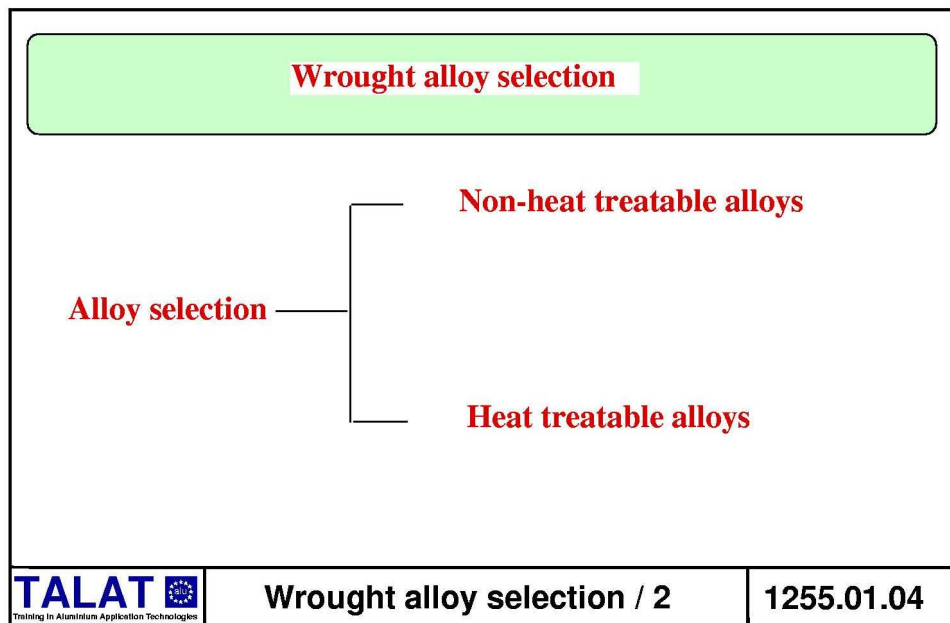 Wrought alloy selection
Non-heat treatable alloys
Alloy selection
Heat treatable alloys
TALAT
alu
Training in Aluminium Application Technologies
Wrought alloy selection / 2
1255.01.04